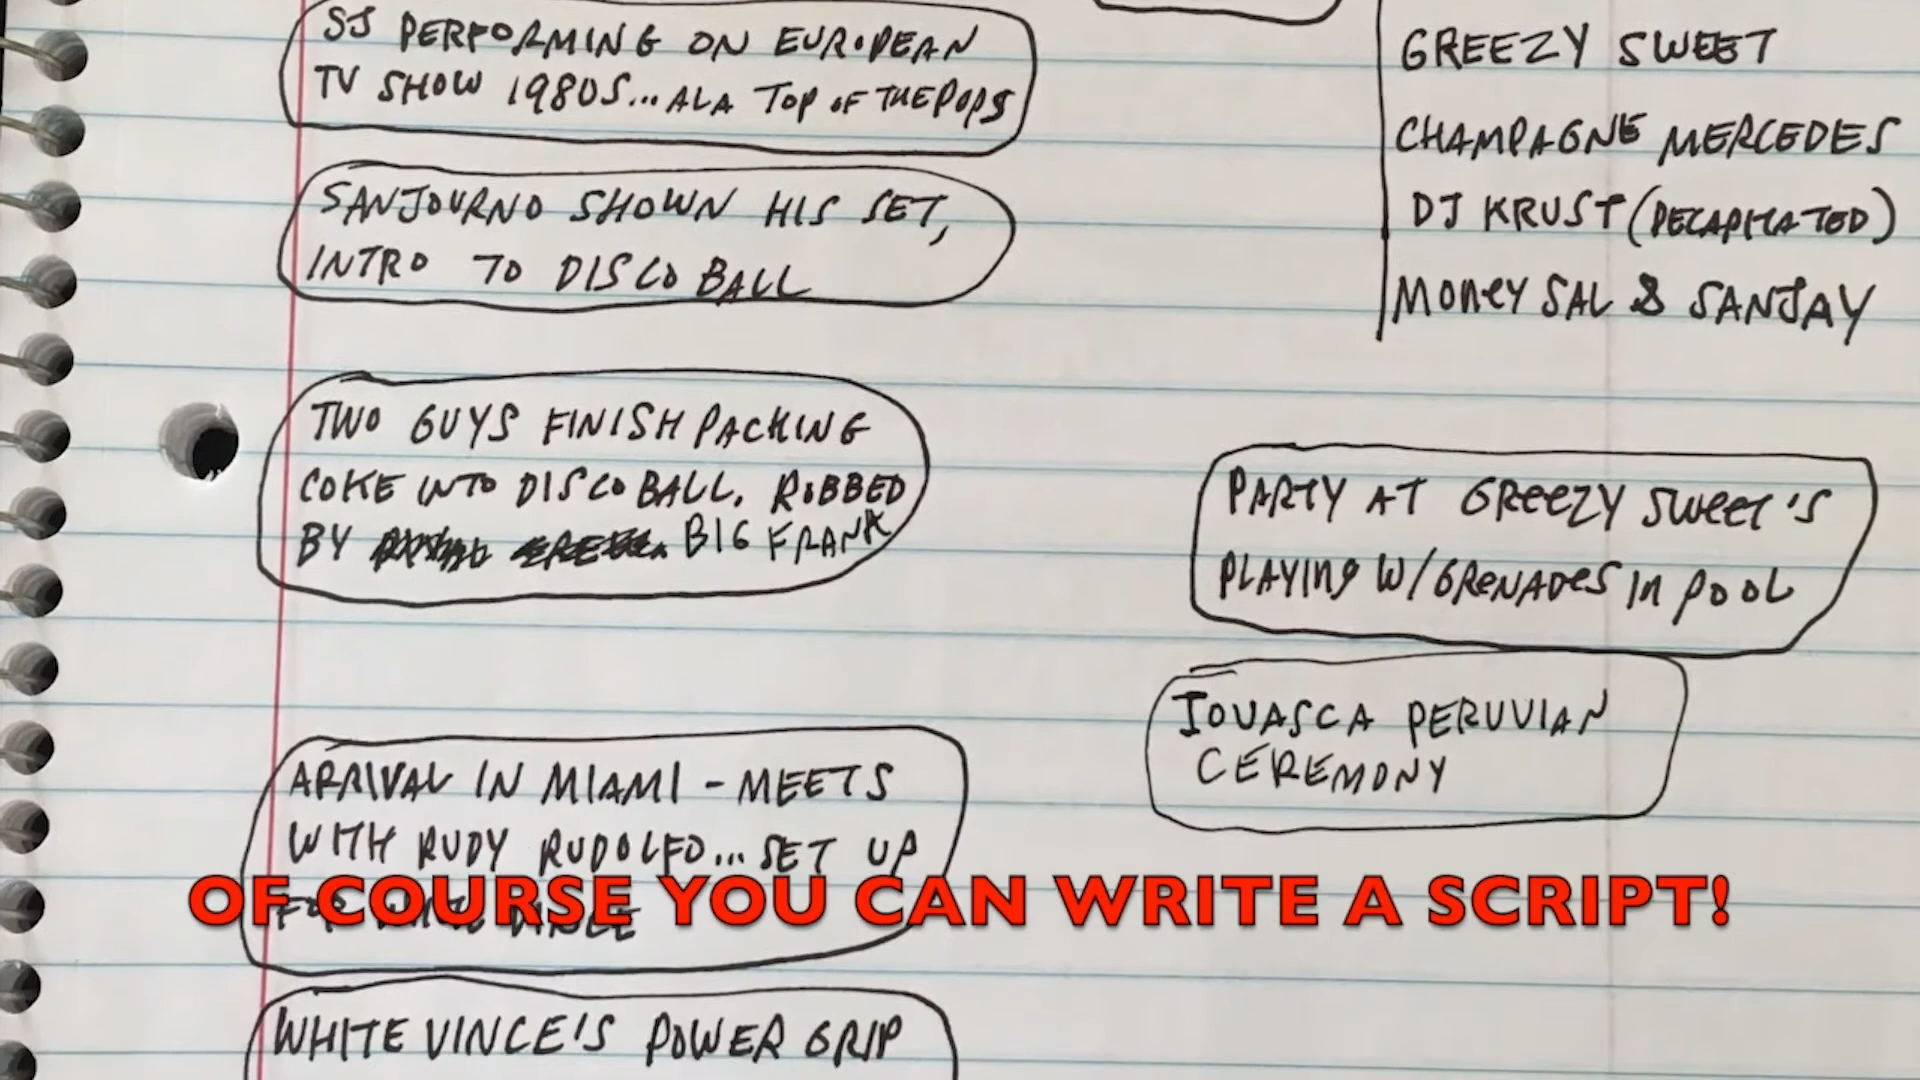 SJ PERFORMING ON EUROPEAN
TV SHOW 1980S... ALA TOP OF THE POPS
SANJOURNO SHOWN HIS SET,
INTRO TO DISCO BALL
TWO GUYS FINISH PACKING
COKE INTO DISCO BALL. ROBBED
BY BIG FRANK
ARRIVAL IN MIAMI - MEETS
WITH RUDY RUDOLFO... SET UP
FOR
WHITE VINCE'S POWER GRIP
GREEZY SWEET
CHAMPAGNE MERCEDES
DJ KRUST (DECAPITATED)
MONEY SAL & SANJAY
PARTY AT GREEZY SWEET'S
PLAYING W/GRENADES IN POOL
IOUASCA PERUVIAN
CEREMONY
OF COURSE YOU CAN WRITE A SCRIPT!